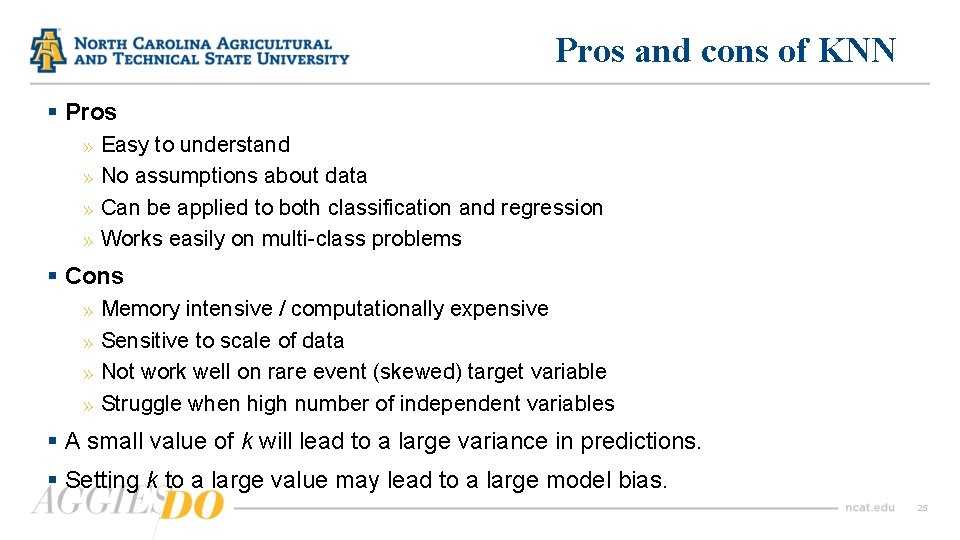 North Carolina Agricultural
and Technical State University
Pros and cons of KNN
▪ Pros
» Easy to understand
» No assumptions about data
» Can be applied to both classification and regression
» Works easily on multi-class problems
▪ Cons
» Memory intensive / computationally expensive
» Sensitive to scale of data
» Not work well on rare event (skewed) target variable
» Struggle when high number of independent variables
▪ A small value of k will lead to a large variance in predictions.
▪ Setting k to a large value may lead to a large model bias.
AGGIES DO
ncat.edu
25